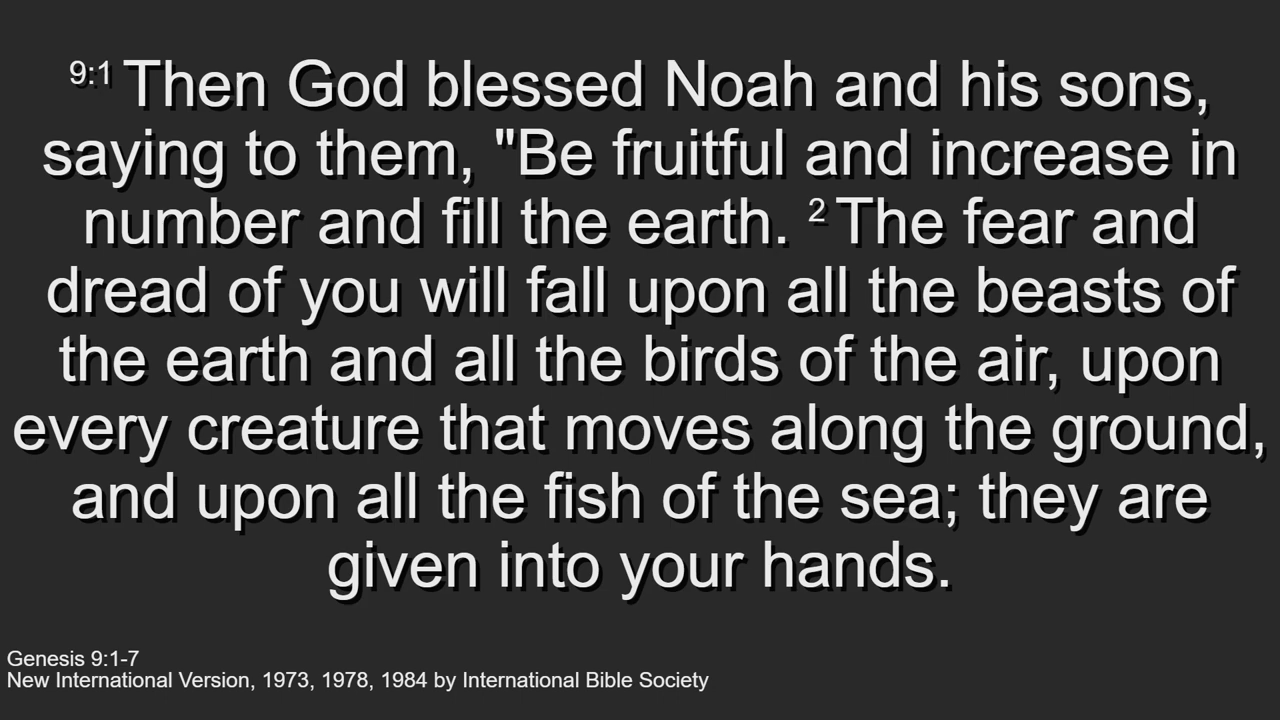 9:1 Then God blessed Noah and his sons,
saying to them, "Be fruitful and increase in
number and fill the earth. 2 The fear and
dread of you will fall upon all the beasts of
the earth and all the birds of the air, upon
every creature that moves along the ground,
and upon all the fish of the sea; they are
given into your hands.
Genesis 9:1-7
New International Version, 1973, 1978, 1984 by International Bible Society